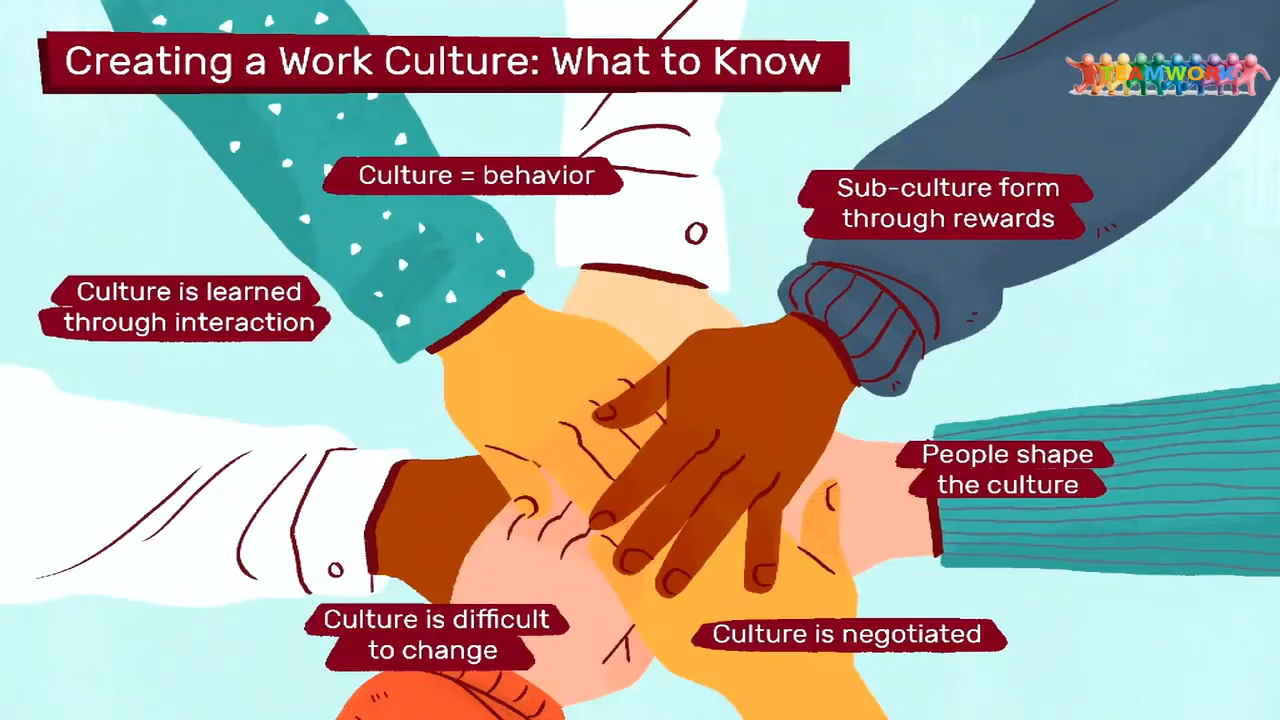 Creating a Work Culture: What to Know
TEAMWORK
Culture = behavior
Sub-culture form
through rewards
Culture is learned
through interaction
People shape
the culture
Culture is difficult
to change
Culture is negotiated